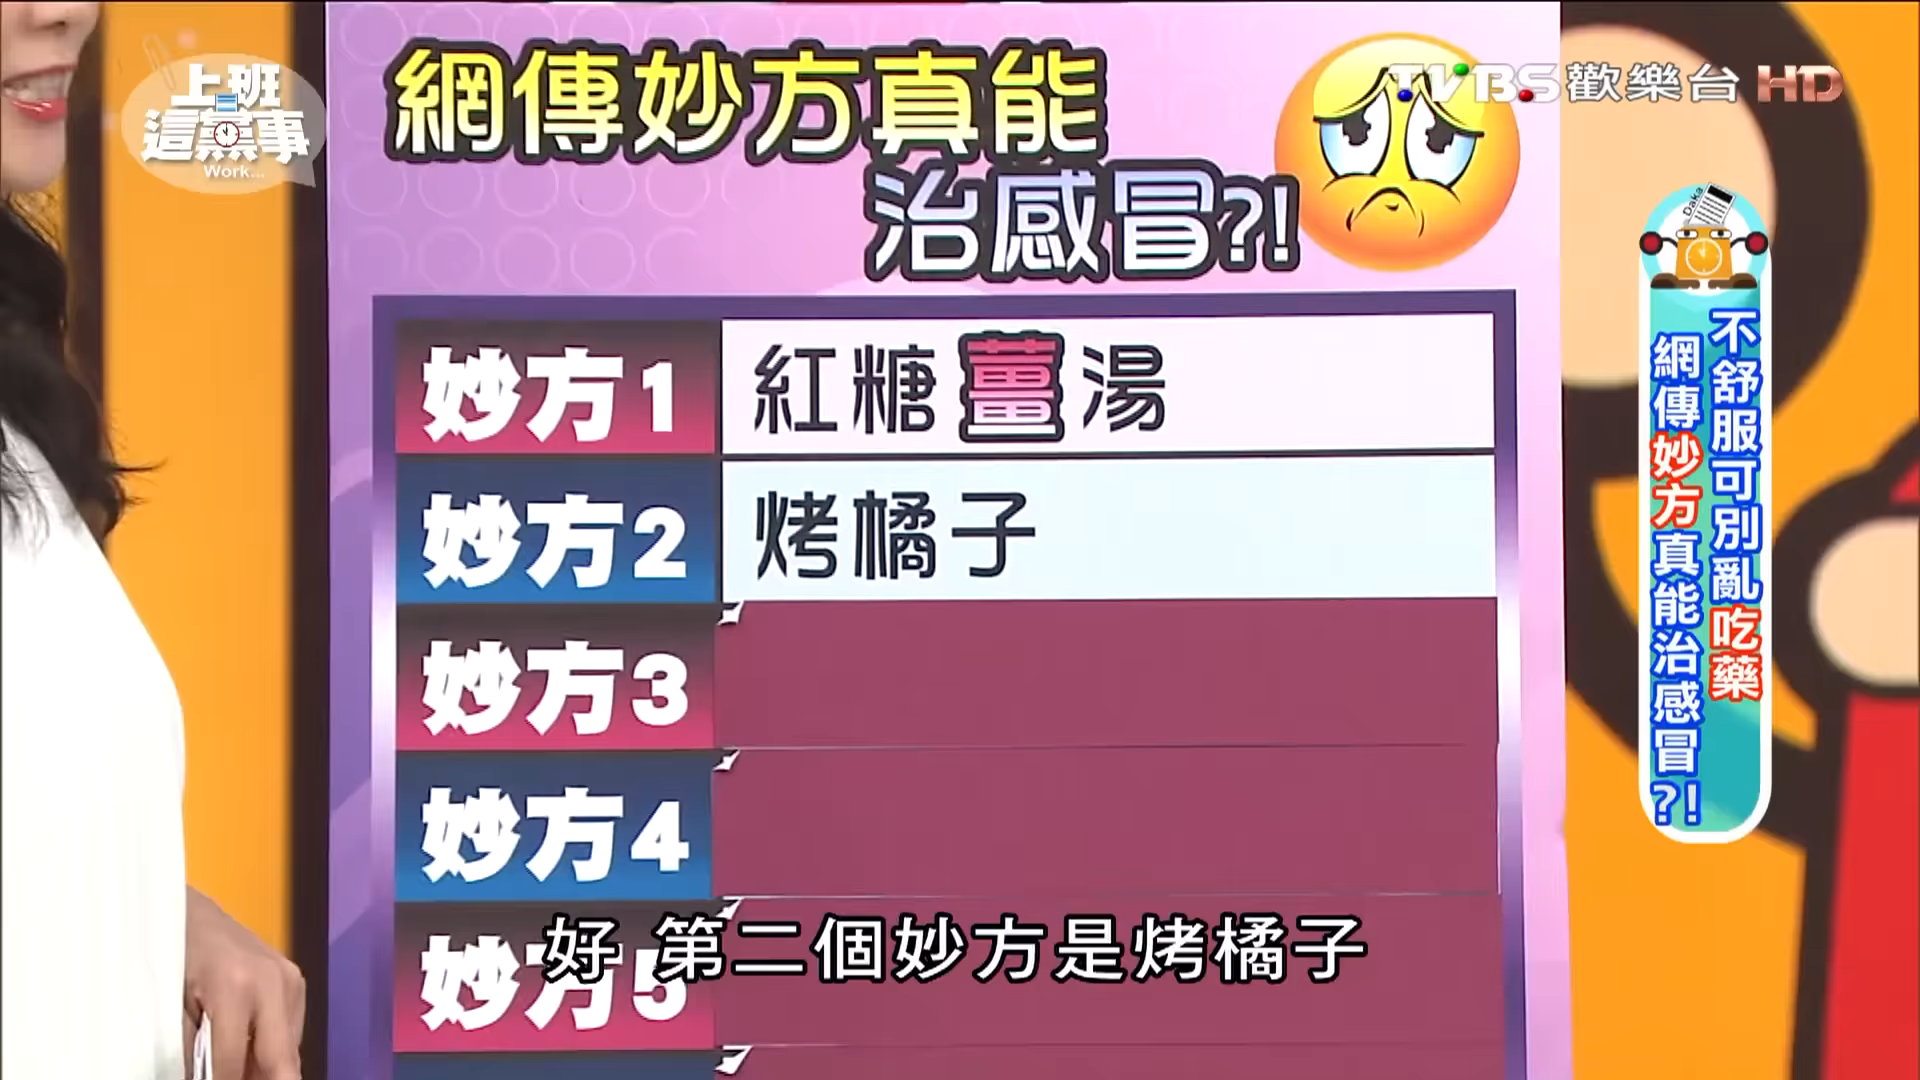 上班
這黨事
Work...
網傳妙方真能
治感冒?!
TVBS歡樂台 HD
妙方1
紅糖薑湯
妙方2
烤橘子
妙方3
妙方4
妙方5
Daka
不舒服可別亂吃藥
網傳妙方真能治感冒?!
好 第二個妙方是烤橘子